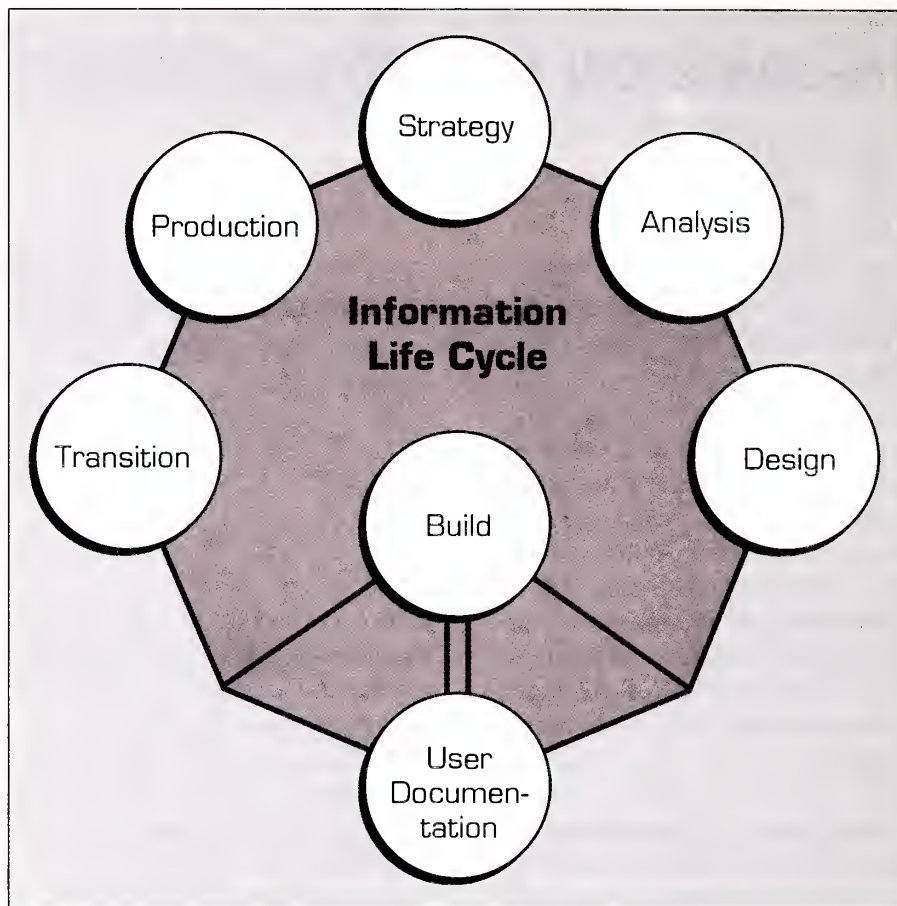 Strategy
Production
Analysis
Information
Life Cycle
Transition
Design
Build
User
Documen-
tation